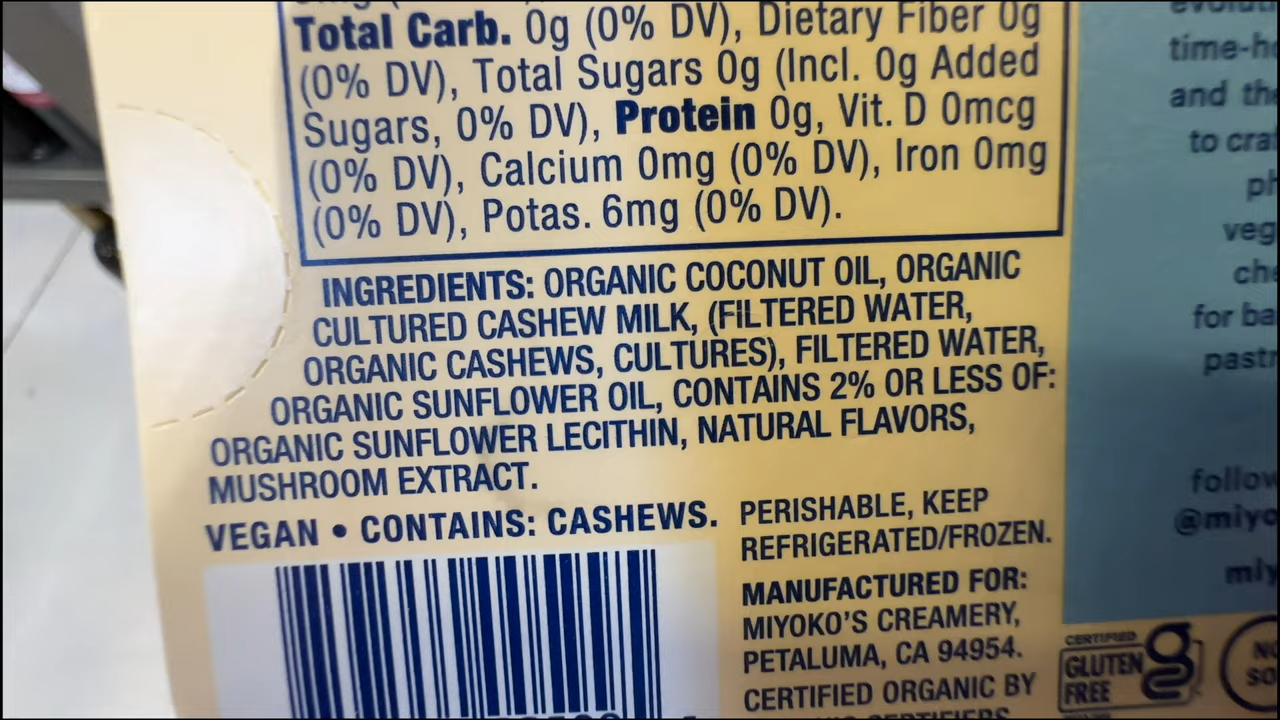 Total Carb. 0g (0% DV), Dietary Fiber 0g
(0% DV), Total Sugars 0g (Incl. 0g Added
Sugars, 0% DV), Protein 0g, Vit. D 0mcg
(0% DV), Calcium 0mg (0% DV), Iron 0mg
(0% DV), Potas. 6mg (0% DV).
INGREDIENTS: ORGANIC COCONUT OIL, ORGANIC
CULTURED CASHEW MILK, (FILTERED WATER,
ORGANIC CASHEWS, CULTURES), FILTERED WATER,
ORGANIC SUNFLOWER OIL, CONTAINS 2% OR LESS OF:
ORGANIC SUNFLOWER LECITHIN, NATURAL FLAVORS,
MUSHROOM EXTRACT.
VEGAN • CONTAINS: CASHEWS.
PERISHABLE, KEEP
REFRIGERATED/FROZEN.
MANUFACTURED FOR:
MIYOKO'S CREAMERY,
PETALUMA, CA 94954.
CERTIFIED ORGANIC BY
time-h
and the
to cra
ph
veg
che
for ba
past
follow
@miyo
miy
CERTIFIED
GLUTEN
FREE
NO
SO